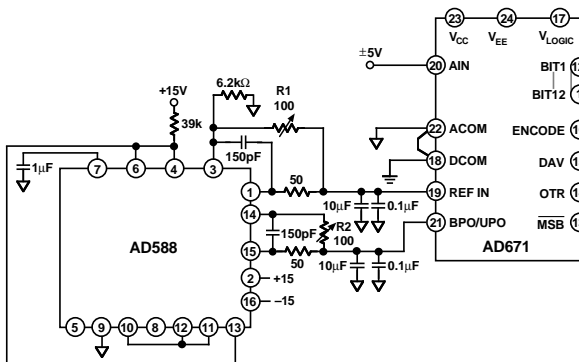 23 24 17
VCC VEE VLOGIC
±5V
20 AIN
BIT1
BIT12
+15V
6.2kΩ
R1
100
39k
22 ACOM
ENCODE
18 DCOM
DAV
1μF
150pF
7 6 4 3
1
50
19 REF IN
OTR
10μF 0.1μF
14
21 BPO/UPO
MSB
AD671
150pF
R2
100
AD588
15
50
10μF 0.1μF
2 +15
16 −15
5 9 10 8 12 11 13